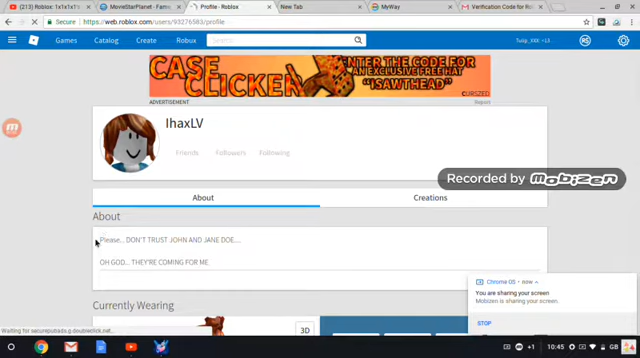 (213) Roblox: 1x1x1x1
MovieStarPlanet - Fam
Profile - Roblox
New Tab
MyWay
Verification Code for R
Secure
https://web.roblox.com/users/93276583/profile
Games
Catalog
Create
Robux
Search
Tulip_XXX: <13
CASE CLICKER
ENTER THE CODE FOR
AN EXCLUSIVE FREE HAT
"ISAWTHEAD"
ADVERTISEMENT
Report
IhaxLV
Friends
Followers
Following
Recorded by Mobizen
About
Creations
About
Please... DON'T TRUST JOHN AND JANE DOE....
OH GOD... THEY'RE COMING FOR ME
Currently Wearing
3D
Chrome OS · now
You are sharing your screen
Mobizen is sharing your screen.
STOP
Waiting for securepubads.g.doubleclick.net...
+1
10:45
GB